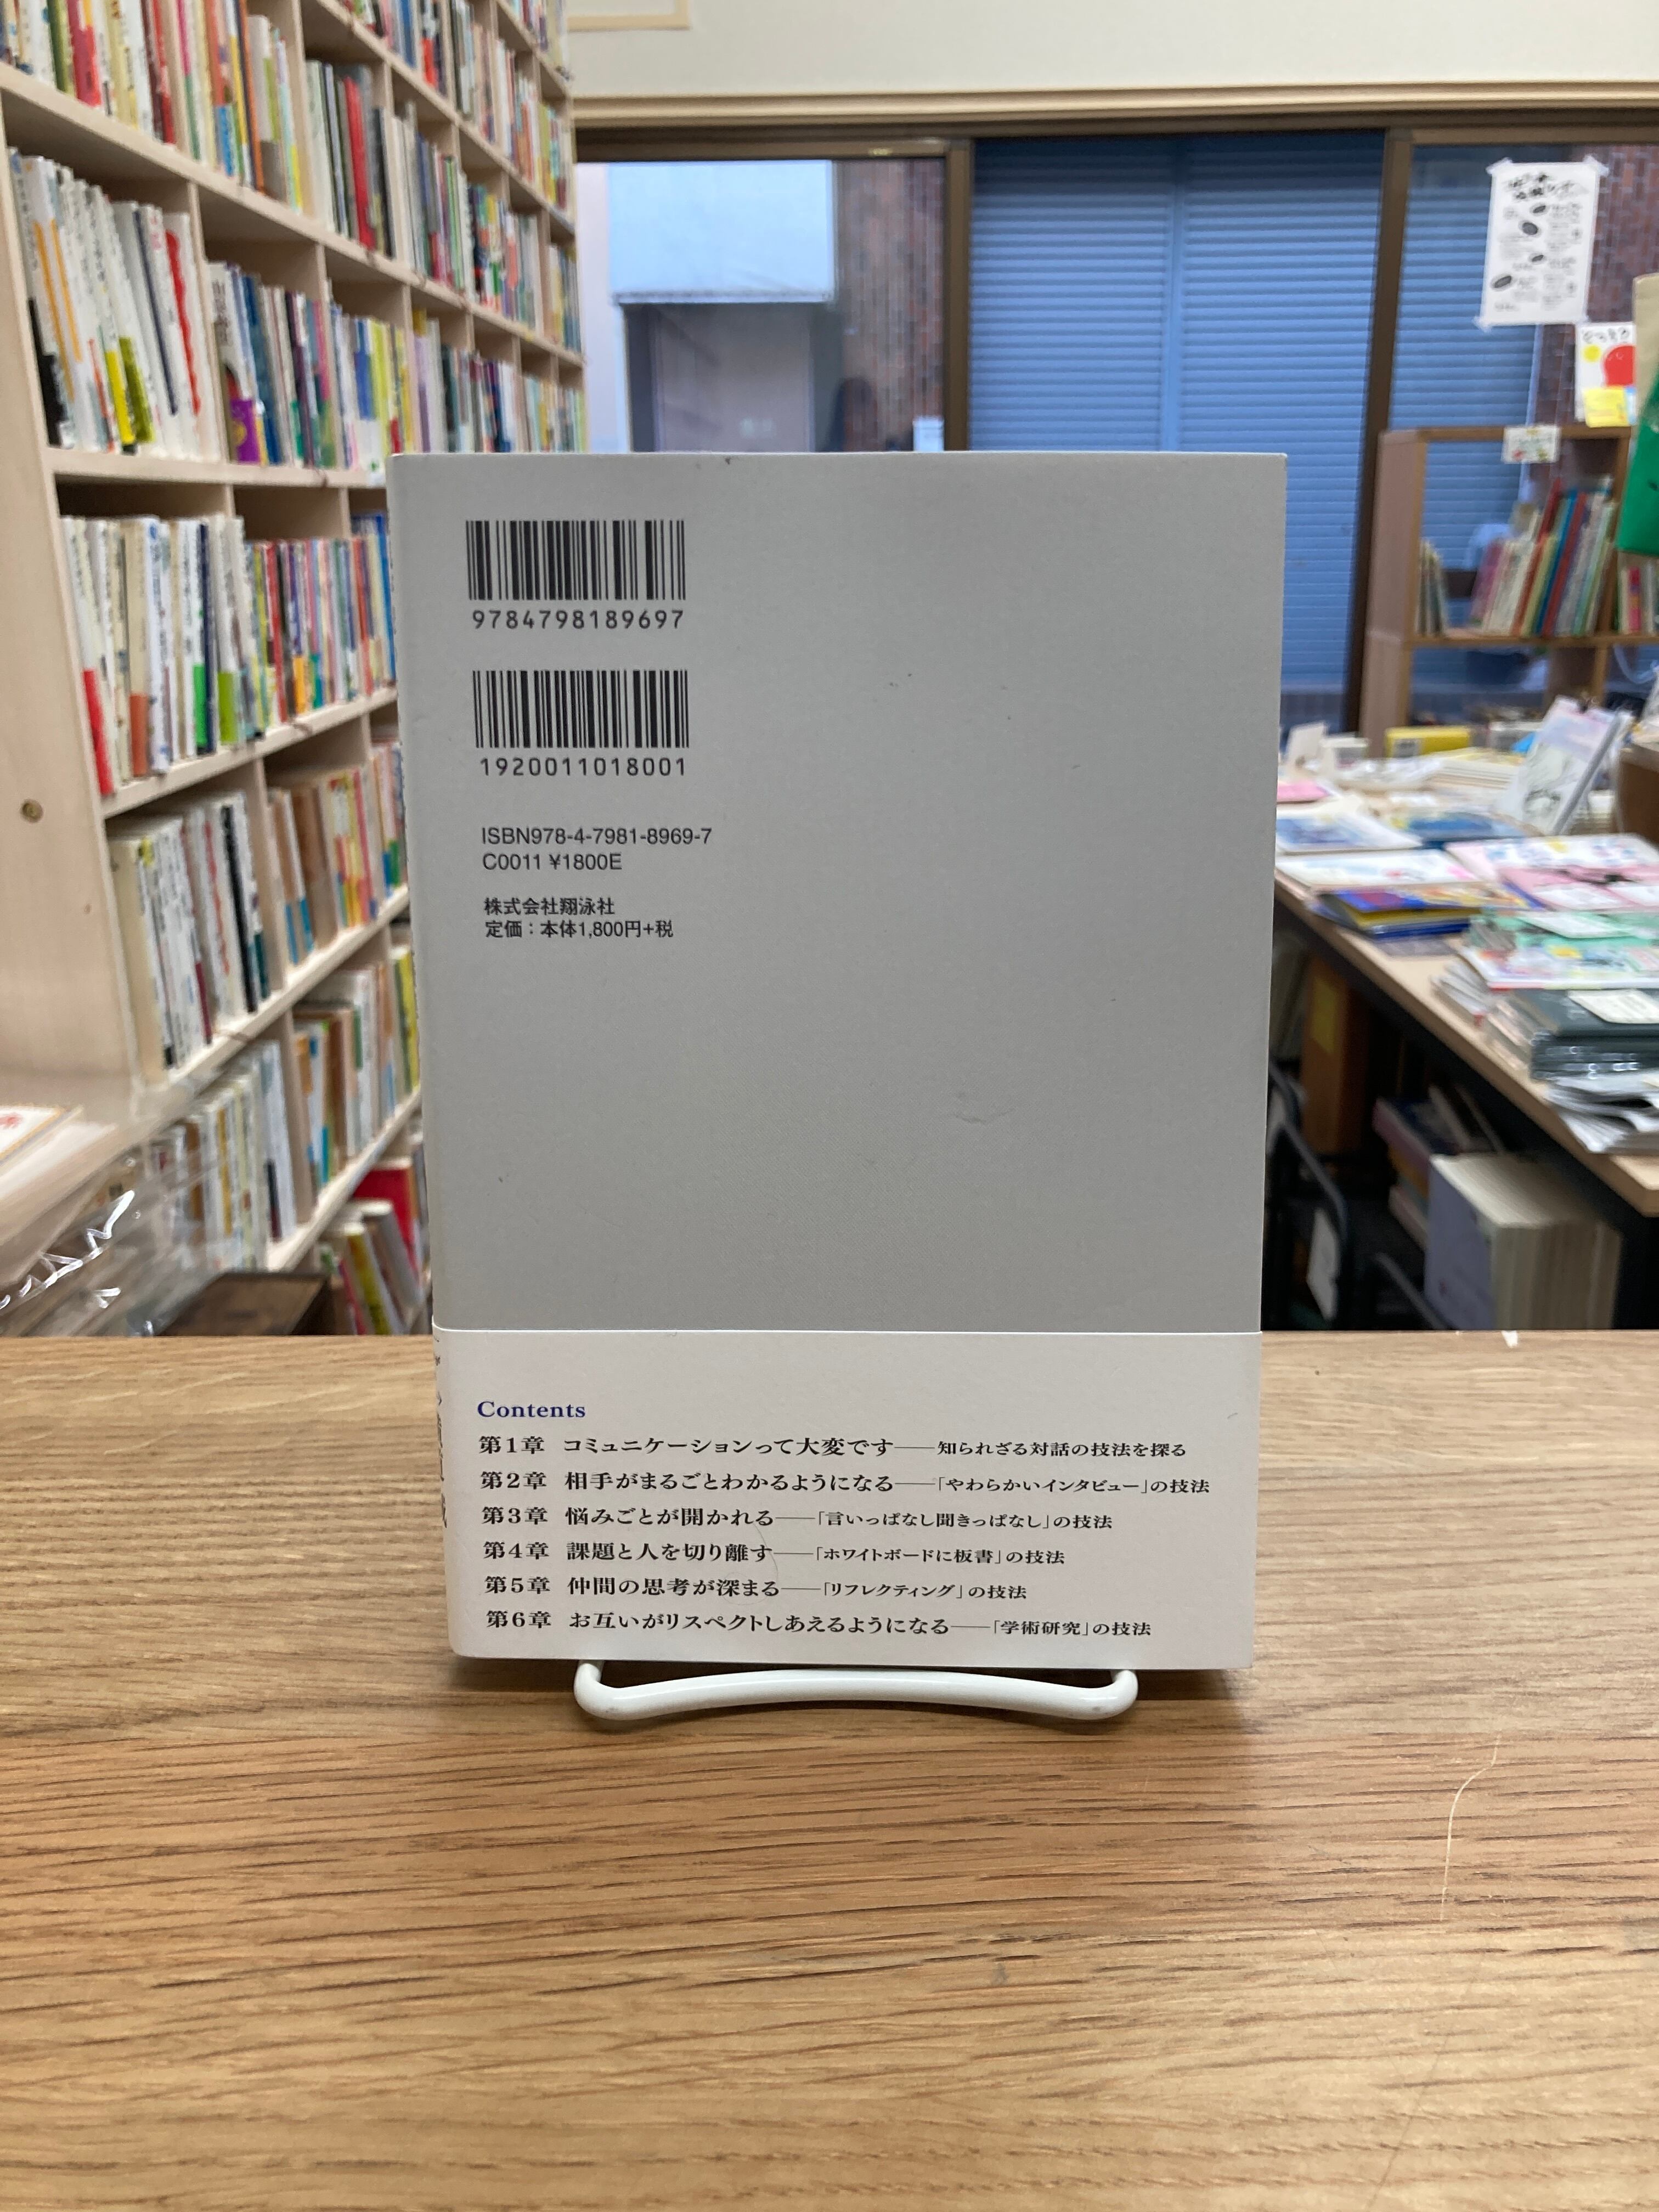 9784798189697
1920011018001
ISBN978-4-7981-8969-7
C0011 ¥1800E
株式会社翔泳社
定価：本体1,800円+税
Contents
第1章 コミュニケーションって大変です――知られざる対話の技法を探る
第2章 相手がまるごとわかるようになる――「やわらかいインタビュー」の技法
第3章 悩みごとが開かれる――「言いっぱなし聞きっぱなし」の技法
第4章 課題と人を切り離す――「ホワイトボードに板書」の技法
第5章 仲間の思考が深まる――「リフレクティング」の技法
第6章 お互いがリスペクトしあえるようになる――「学術研究」の技法